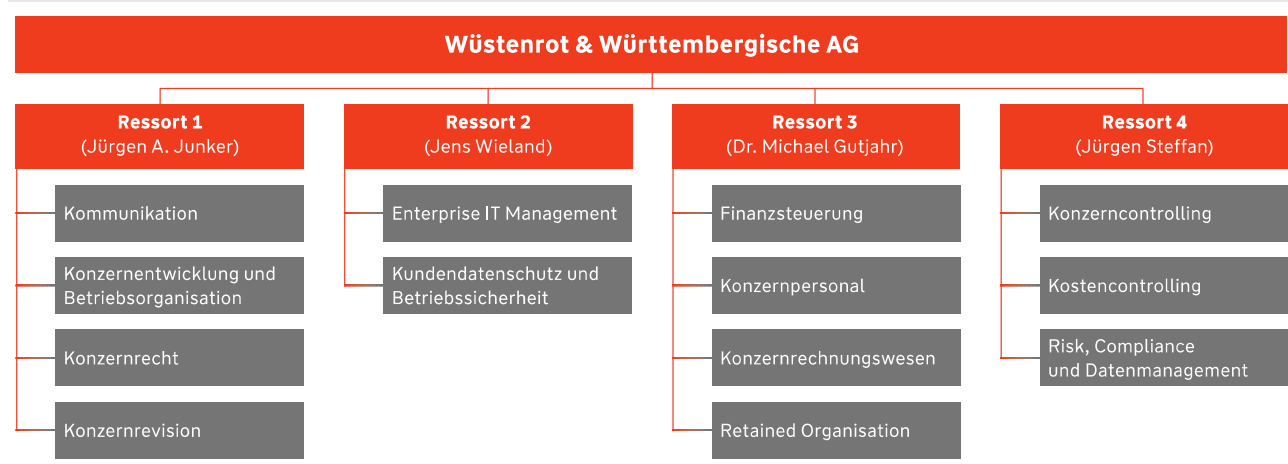 Wüstenrot & Württembergische AG
Ressort 1
(Jürgen A. Junker)
Kommunikation
Konzernentwicklung und
Betriebsorganisation
Konzernrecht
Konzernrevision
Ressort 2
(Jens Wieland)
Enterprise IT Management
Kundendatenschutz und
Betriebssicherheit
Ressort 3
(Dr. Michael Gutjahr)
Finanzsteuerung
Konzernpersonal
Konzernrechnungswesen
Retained Organisation
Ressort 4
(Jürgen Steffan)
Konzerncontrolling
Kostencontrolling
Risk, Compliance
und Datenmanagement